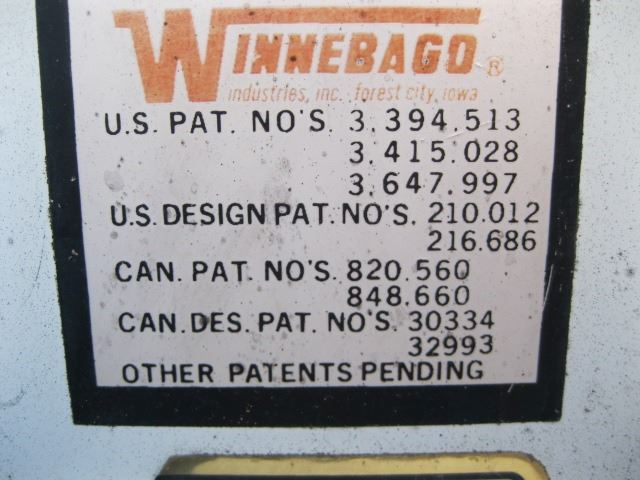 WINNEBAGO ®
industries, inc. forest city, iowa
U.S. PAT. NO'S. 3.394.513
3.415.028
3.647.997
U.S. DESIGN PAT. NO'S. 210.012
216.686
CAN. PAT. NO'S. 820.560
848.660
CAN. DES. PAT. NO'S. 30334
32993
OTHER PATENTS PENDING